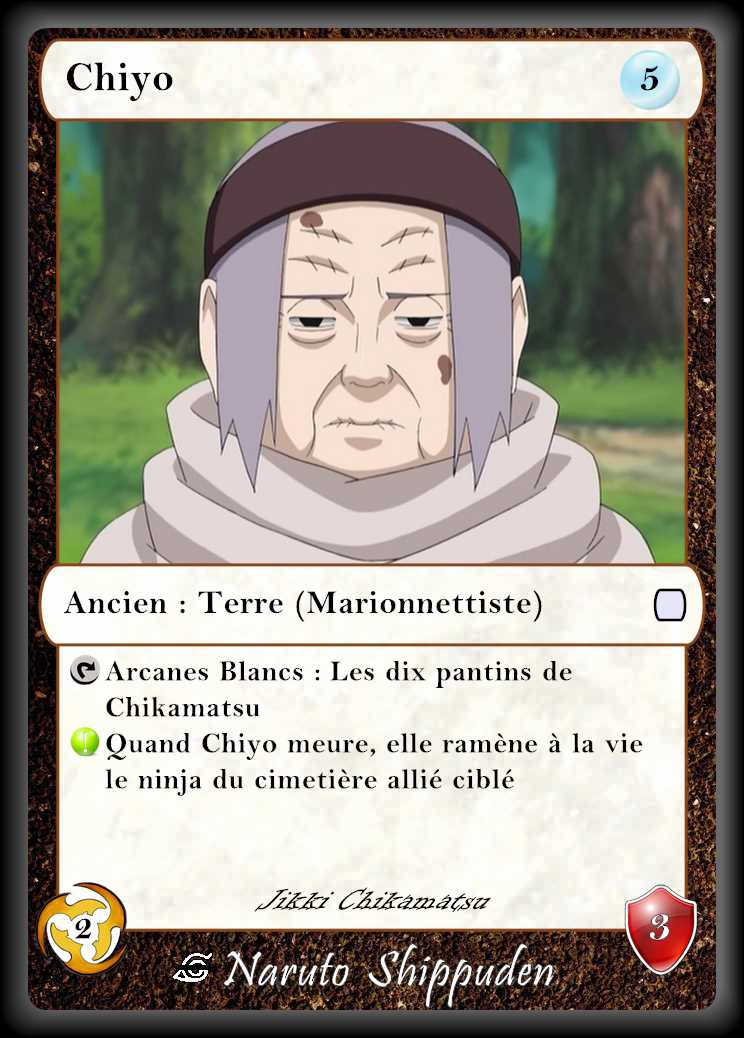 Chiyo
5
Ancien : Terre (Marionnettiste)
Arcanes Blancs : Les dix pantins de
Chikamatsu
Quand Chiyo meure, elle ramène à la vie
le ninja du cimetière allié ciblé
Jikki Chikamatsu
2
3
Naruto Shippuden